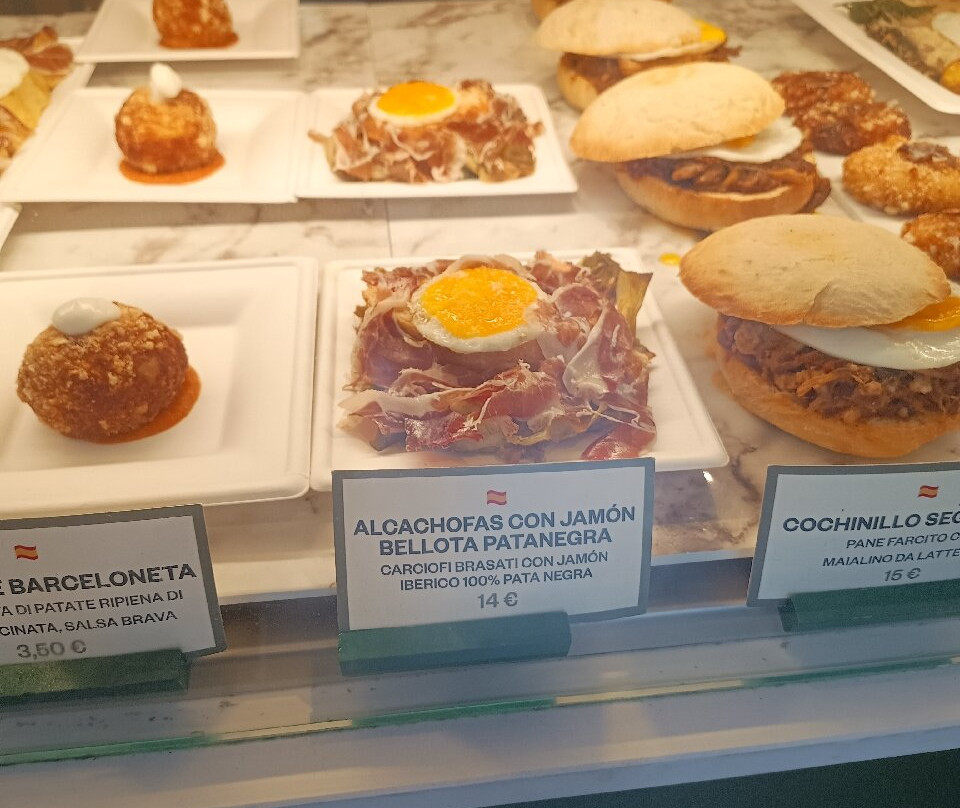 E BARCELONETA
TA DI PATATE RIPIENA DI
CINATA, SALSA BRAVA
3,50 €
ALCACHOFAS CON JAMÓN
BELLOTA PATANEGRA
CARCIOFI BRASATI CON JAMÓN
IBERICO 100% PATA NEGRA
14 €
COCHINILLO
PANE FARCITO
MAIALINO DA LATTE
15 €